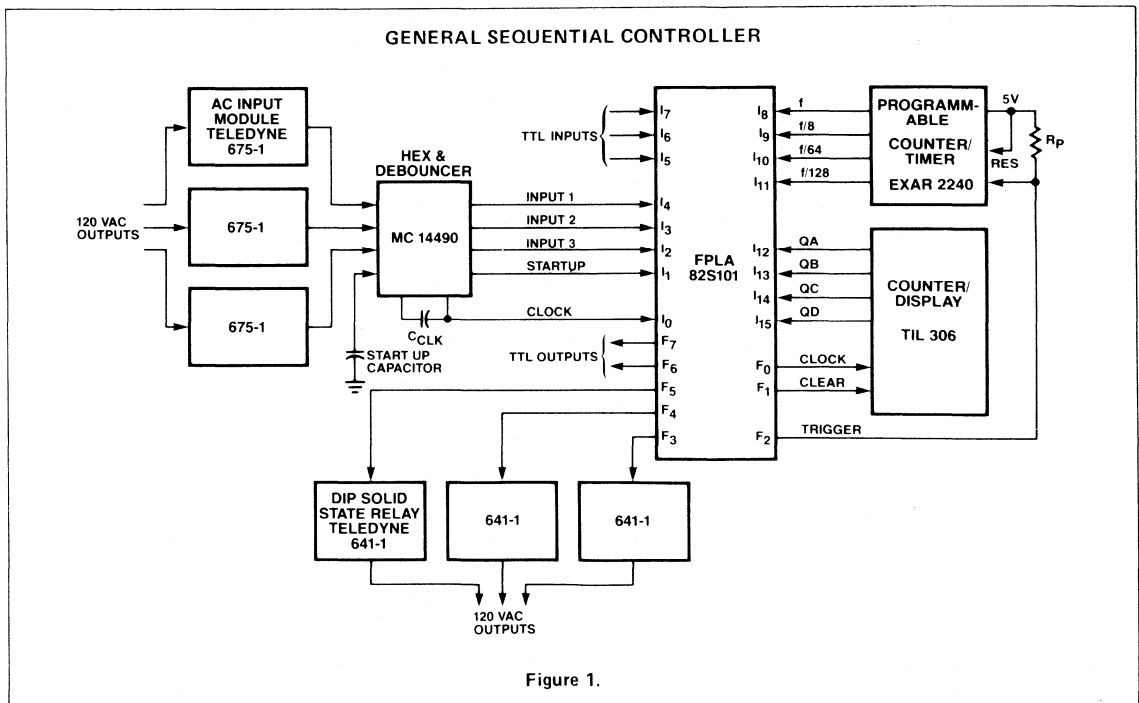 GENERAL SEQUENTIAL CONTROLLER
AC INPUT
MODULE
TELEDYNE
675-1
675-1
675-1
120 VAC
OUTPUTS
HEX &
DEBOUNCER
MC 14490
CCLK
START UP
CAPACITOR
TTL INPUTS
INPUT 1
INPUT 2
INPUT 3
STARTUP
CLOCK
TTL OUTPUTS
I7
I6
I5
I4
I3
I2
I1
I0
F7
F6
F5
F4
F3
FPLA
82S101
I8
I9
I10
I11
I12
I13
I14
I15
F0
F1
F2
f
f/8
f/64
f/128
QA
QB
QC
QD
CLOCK
CLEAR
TRIGGER
PROGRAMM-
ABLE
COUNTER/
TIMER
EXAR 2240
5V
RES
RP
COUNTER/
DISPLAY
TIL 306
DIP SOLID
STATE RELAY
TELEDYNE
641-1
641-1
641-1
120 VAC
OUTPUTS
Figure 1.